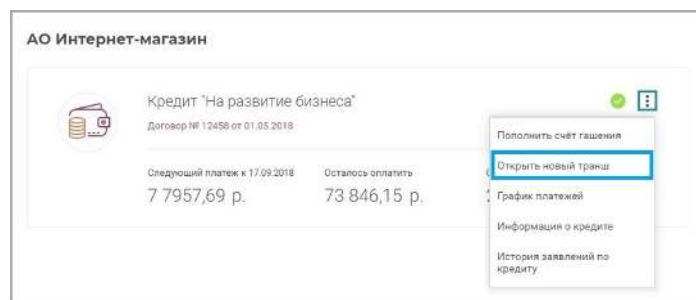 АО Интернет-магазин
Кредит "На развитие бизнеса"
Договор № 12458 от 01.05.2018
Следующий платеж к 17.09.2018
Осталось оплатить
7 7957,69 р.
73 846,15 р.
Пополнить счёт гашения
Открыть новый транш
График платежей
Информация о кредите
История заявлений по
кредиту